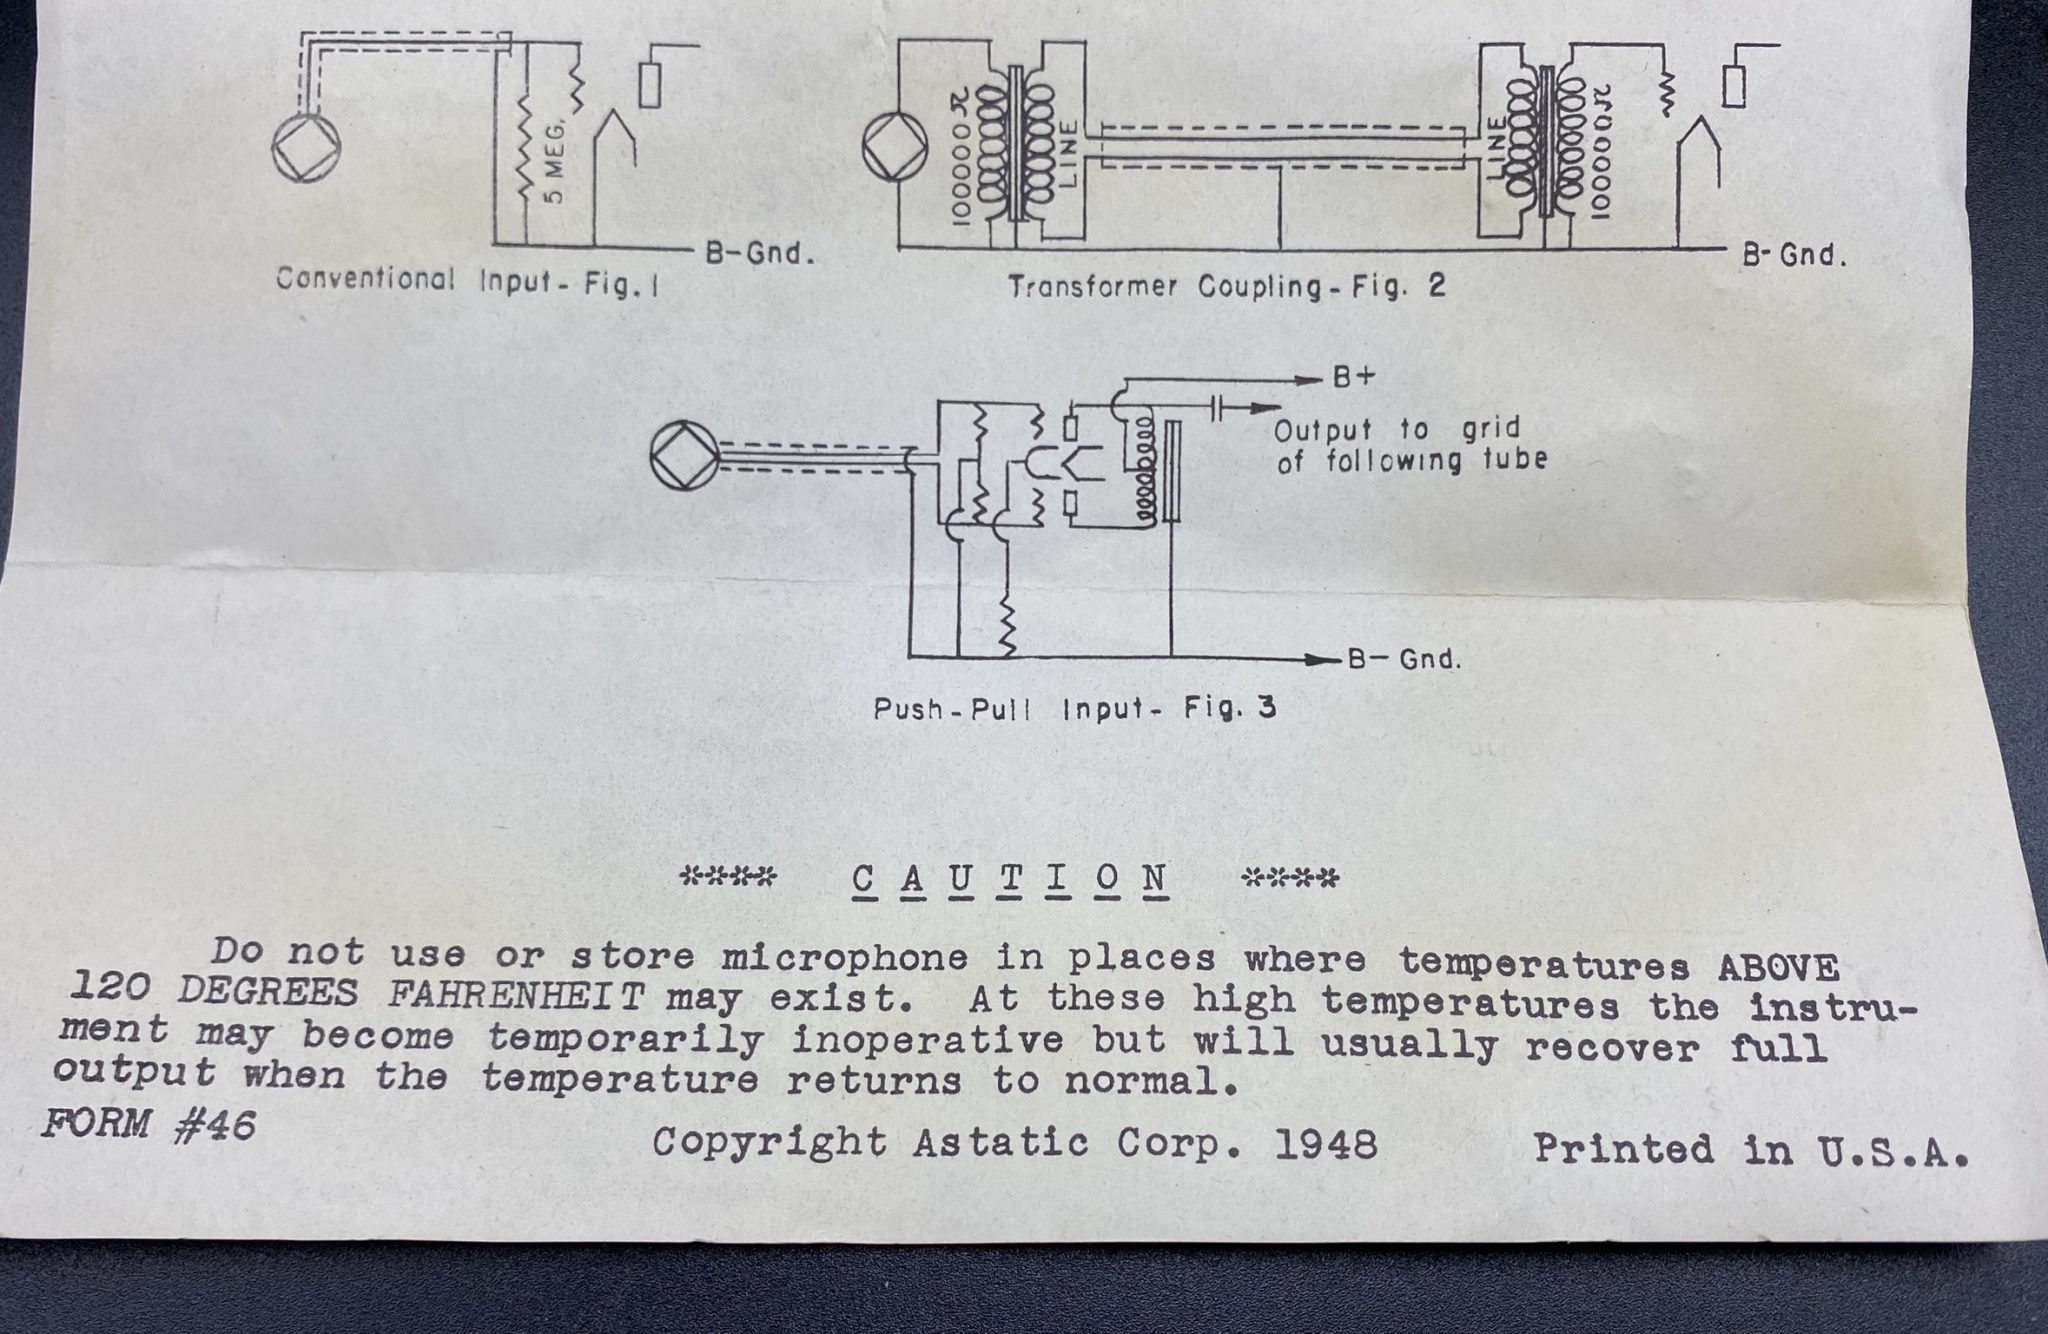 5 MEG.
B-Gnd.
Conventional Input - Fig. 1
100000Ω
LINE
LINE
100000Ω
B-Gnd.
Transformer Coupling - Fig. 2
B+
Output to grid
of following tube
B- Gnd.
Push-Pull Input- Fig. 3
**** C A U T I O N ****
Do not use or store microphone in places where temperatures ABOVE
120 DEGREES FAHRENHEIT may exist. At these high temperatures the instru-
ment may become temporarily inoperative but will usually recover full
output when the temperature returns to normal.
FORM #46
Copyright Astatic Corp. 1948
Printed in U.S.A.